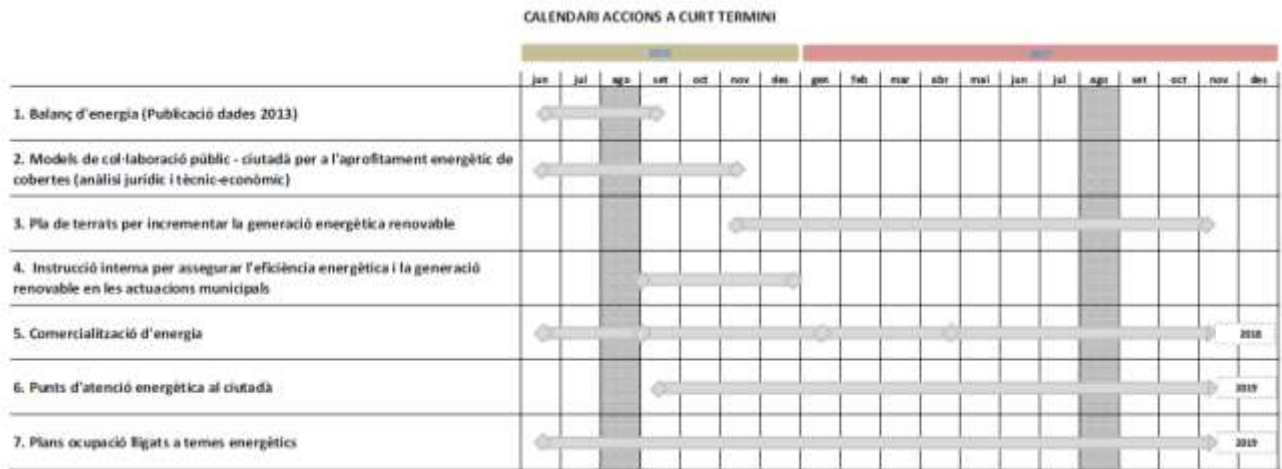 CALENDARI ACCIONS A CURT TERMINI
jun jul ago set oct nov des gen feb mar abr mai jun jul ago set oct nov des
1. Balanç d'energia (Publicació dades 2013)
2. Models de col·laboració públic - ciutadà per a l'aprofitament energètic de
cobertes (anàlisi jurídic i tècnic-econòmic)
3. Pla de terrats per incrementar la generació energètica renovable
4. Instrucció interna per assegurar l'eficiència energètica i la generació
renovable en les actuacions municipals
5. Comercialització d'energia
2018
6. Punts d'atenció energètica al ciutadà
2019
7. Plans ocupació lligats a temes energètics
2019